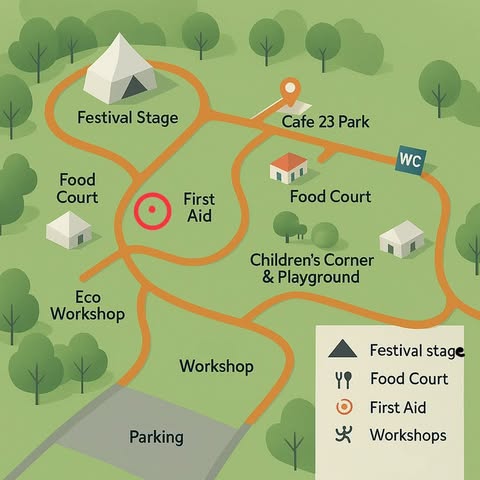 Festival Stage
Cafe 23 Park
WC
Food
Court
First
Aid
Food Court
Children's Corner
& Playground
Eco
Workshop
Workshop
Parking
Festival stage
Food Court
First Aid
Workshops